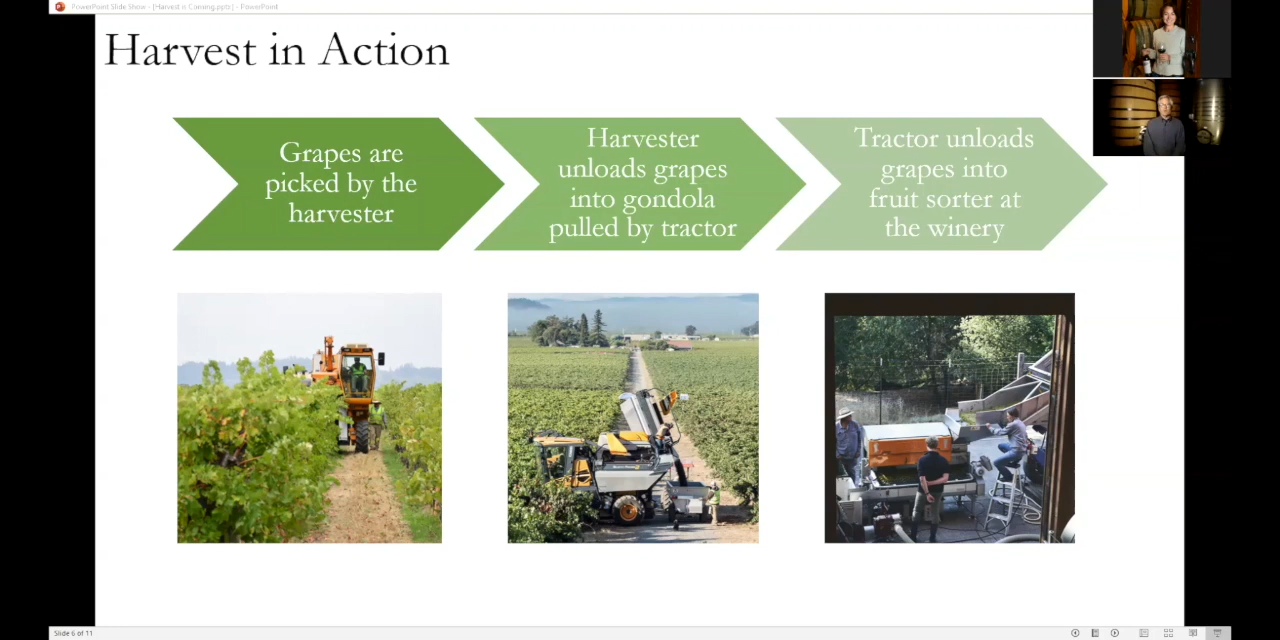 PowerPoint Slide Show - [Harvest is Coming.pptx] - PowerPoint
Harvest in Action
Grapes are
picked by the
harvester
Harvester
unloads grapes
into gondola
pulled by tractor
Tractor unloads
grapes into
fruit sorter at
the winery
Slide 6 of 11